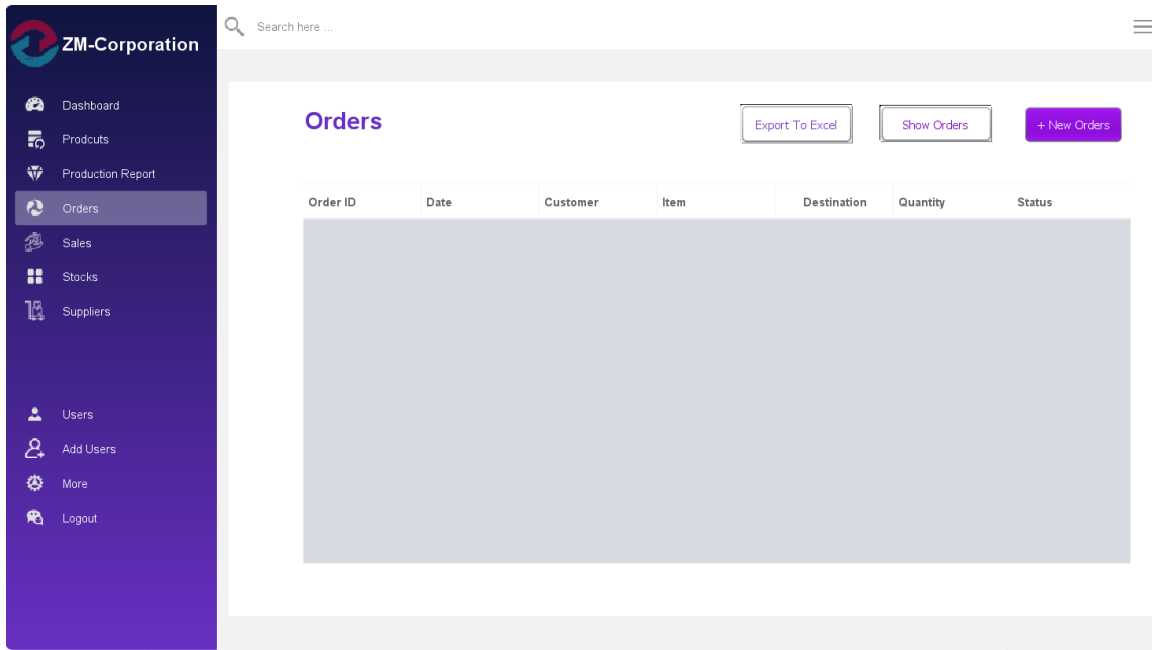 ZM-Corporation
Search here ...
Dashboard
Prodcuts
Production Report
Orders
Sales
Stocks
Suppliers
Users
Add Users
More
Logout
Orders
Export To Excel
Show Orders
+ New Orders
Order ID Date Customer Item Destination Quantity Status